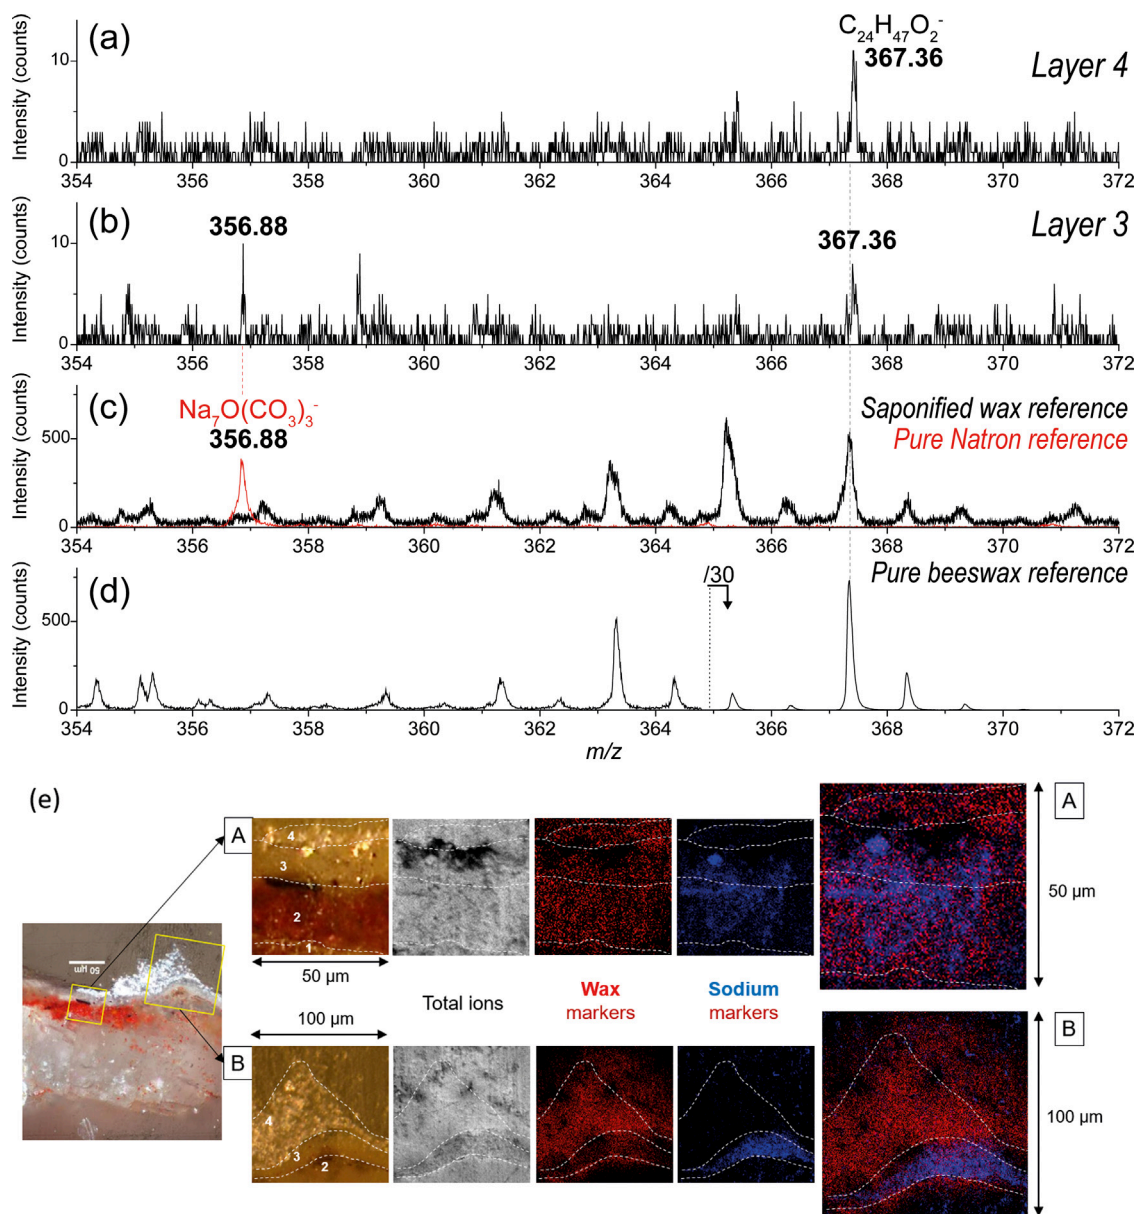 (a)
C₂₄H₄₇O₂⁻
367.36
Layer 4
Intensity (counts)
10
0
354 356 358 360 362 364 366 368 370 372
(b)
356.88
367.36
Layer 3
Intensity (counts)
10
0
354 356 358 360 362 364 366 368 370 372
(c)
Na₇O(CO₃)₃⁻
356.88
Saponified wax reference
Pure Natron reference
Intensity (counts)
500
0
354 356 358 360 362 364 366 368 370 372
(d)
/30
Pure beeswax reference
Intensity (counts)
500
0
354 356 358 360 362 364 366 368 370 372
m/z
(e)
A
4
3
2
1
50 µm
A
50 µm
50 µm
Total ions
Wax
markers
Sodium
markers
100 µm
B
4
3
2
B
100 µm